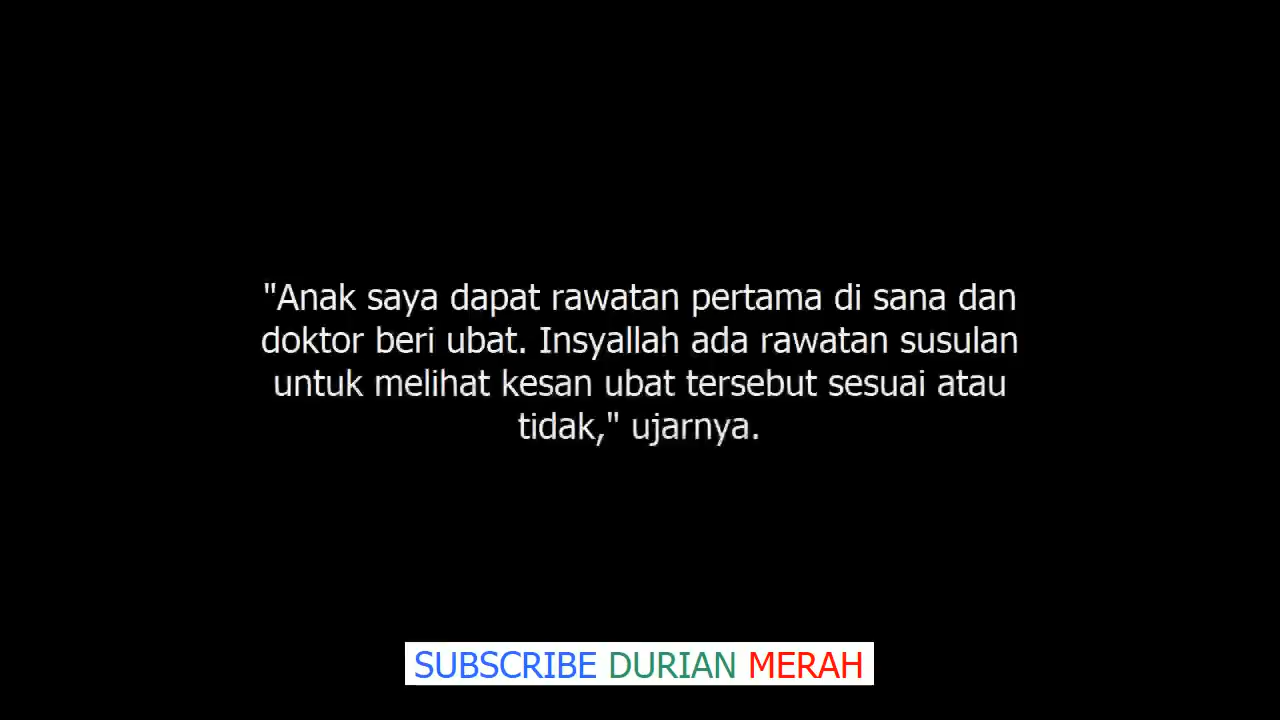 "Anak saya dapat rawatan pertama di sana dan
doktor beri ubat. Insyallah ada rawatan susulan
untuk melihat kesan ubat tersebut sesuai atau
tidak," ujarnya.
SUBSCRIBE DURIAN MERAH